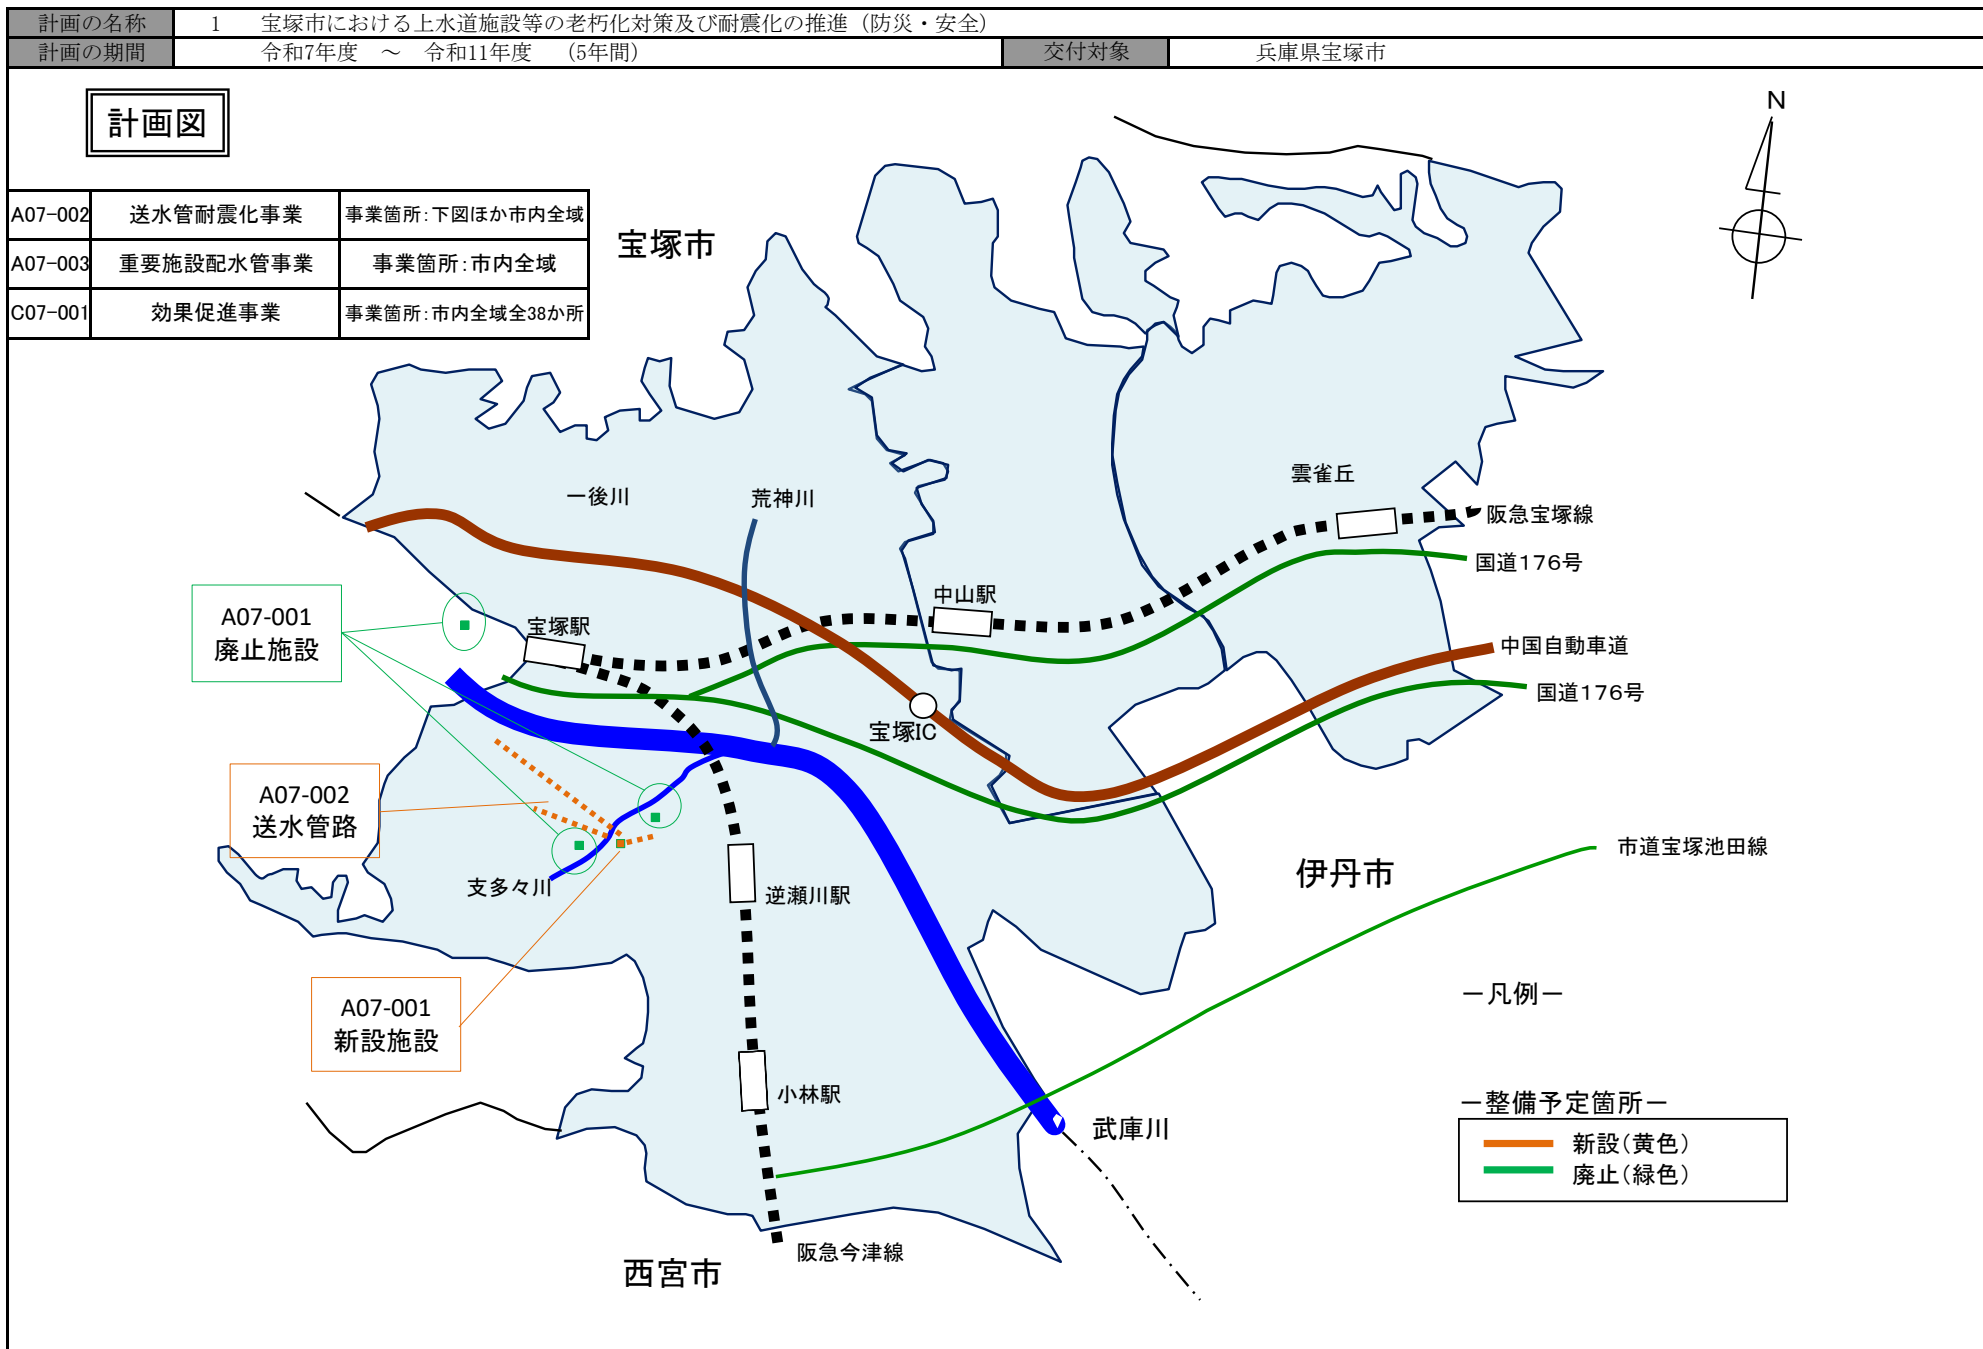 計画の名称 1 宝塚市における上水道施設等の老朽化対策及び耐震化の推進（防災・安全）
計画の期間 令和7年度 ～ 令和11年度 （5年間） 交付対象 兵庫県宝塚市
計画図
N
A07-002 送水管耐震化事業 事業箇所：下図ほか市内全域
A07-003 重要施設配水管事業 事業箇所：市内全域
C07-001 効果促進事業 事業箇所：市内全域全38か所
宝塚市
雲雀丘
一後川
荒神川
阪急宝塚線
国道176号
中山駅
A07-001
廃止施設
宝塚駅
中国自動車道
国道176号
宝塚IC
A07-002
送水管路
市道宝塚池田線
伊丹市
支多々川
逆瀬川駅
A07-001
新設施設
－凡例－
小林駅
武庫川
－整備予定箇所－
新設（黄色）
廃止（緑色）
阪急今津線
西宮市